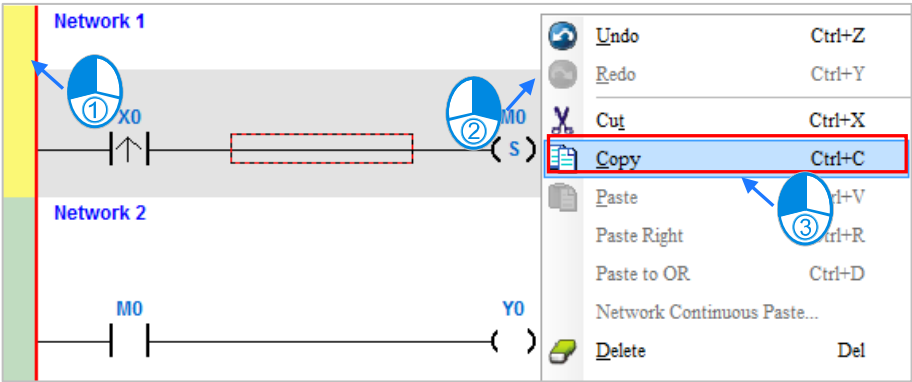 Network 1
Undo Ctrl+Z
Redo Ctrl+Y
① X0
② M0
Cut Ctrl+X
S
Copy Ctrl+C
Paste
③
Network 2
Paste Right
Paste to OR Ctrl+D
M0
Y0
Network Continuous Paste...
Delete Del